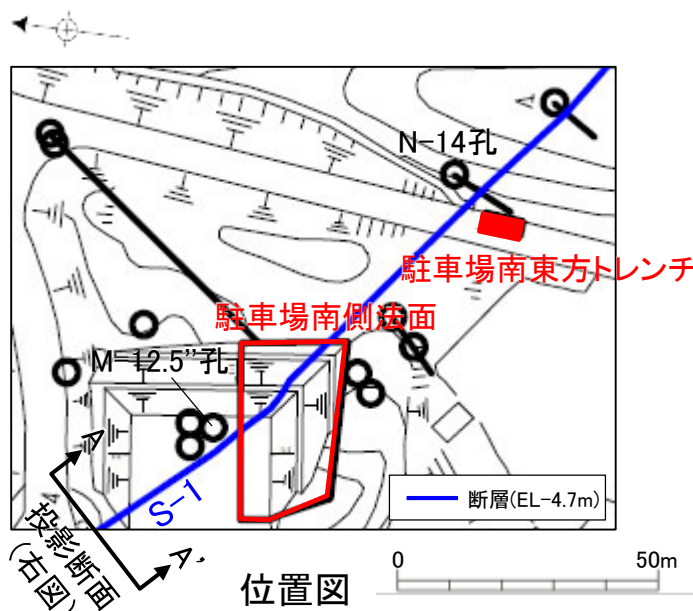 N-14孔
駐車場南東方トレンチ
駐車場南側法面
M-12.5’’孔
A
S-1
断層(EL-4.7m)
投影断面
(右図)
A’
位置図
0
50m